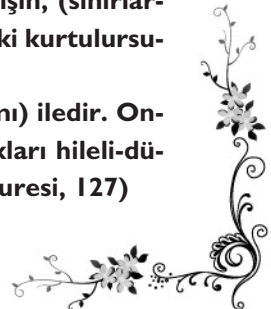 işin, (sınırlar-
ki kurtulursu-
nı) iledir. On-
kları hileli-dü-
uresi, 127)